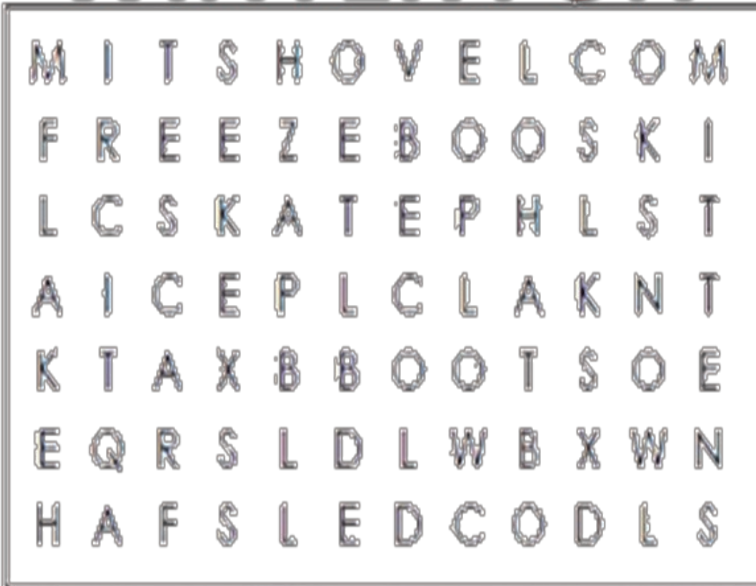 M I T S H O V E L C O M
F R E E Z E B O O S K I
L C S K A T E P H L S T
A I C E P L C L A K N T
K T A X B B O O T S O E
E Q R S L D L W B X W N
H A F S L E D C O D L S